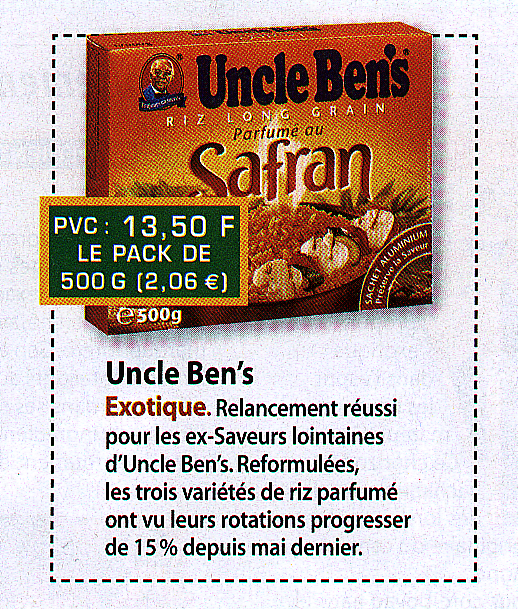 Uncle Ben's
RIZ LONG GRAIN
Parfumé au
Safran
SACHET ALUMINIUM
Préserve la Saveur
PVC : 13,50 F
LE PACK DE
500 G (2,06 €)
e 500g
Uncle Ben's
Exotique. Relancement réussi
pour les ex-Saveurs lointaines
d'Uncle Ben's. Reformulées,
les trois variétés de riz parfumé
ont vu leurs rotations progresser
de 15 % depuis mai dernier.